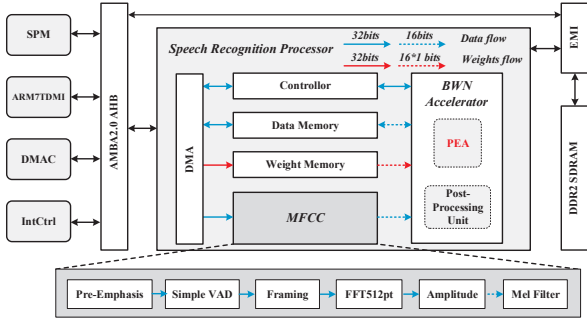 SPM
ARM7TDMI
DMAC
IntCtrl
AMBA2.0 AHB
Speech Recognition Processor
32bits
16bits
Data flow
32bits
16*1 bits
Weights flow
DMA
Controllor
Data Memory
Weight Memory
MFCC
BWN
Accelerator
PEA
Post-
Processing
Unit
EMI
DDR2 SDRAM
Pre-Emphasis
Simple VAD
Framing
FFT512pt
Amplitude
Mel Filter